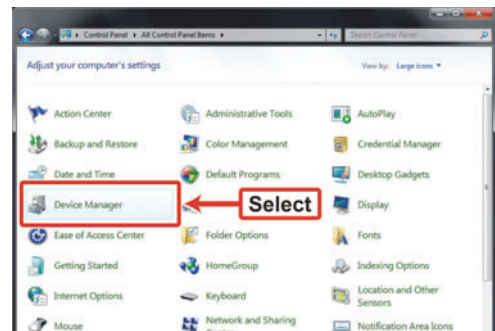 Control Panel ▸ All Control Panel Items ▸
Search Control Panel
Adjust your computer's settings
View by: Large icons
Action Center
Administrative Tools
AutoPlay
Backup and Restore
Color Management
Credential Manager
Date and Time
Default Programs
Desktop Gadgets
Device Manager
Select
Display
Ease of Access Center
Folder Options
Fonts
Getting Started
HomeGroup
Indexing Options
Internet Options
Keyboard
Location and Other
Sensors
Mouse
Network and Sharing
Notification Area Icons